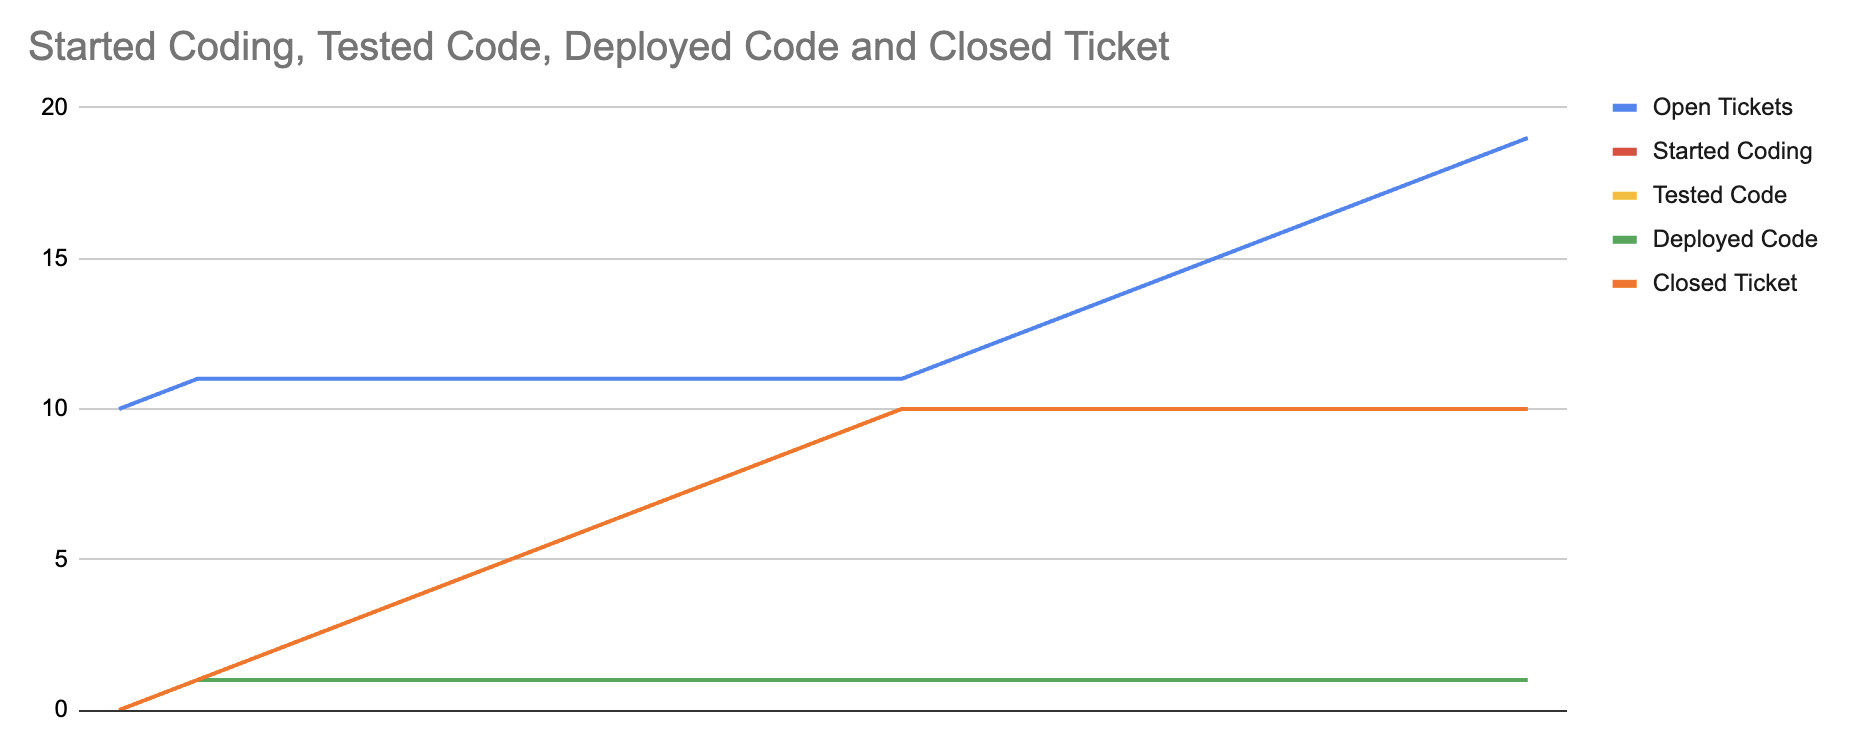 Started Coding, Tested Code, Deployed Code and Closed Ticket
20
15
10
5
0
Open Tickets
Started Coding
Tested Code
Deployed Code
Closed Ticket